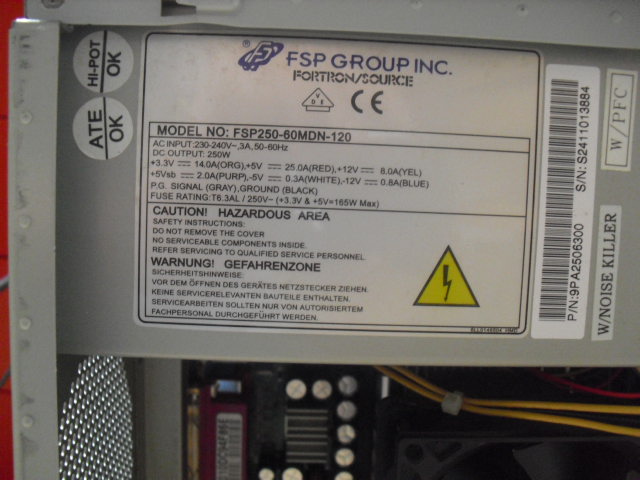 HI-POT
OK
ATE
OK
FSP GROUP INC.
FORTRON/SOURCE
VDE CE
MODEL NO: FSP250-60MDN-120
AC INPUT:230-240V~,3A,50-60Hz
DC OUTPUT: 250W
+3.3V ⎓ 14.0A(ORG),+5V ⎓ 25.0A(RED),+12V ⎓ 8.0A(YEL)
+5Vsb ⎓ 2.0A(PURP),-5V ⎓ 0.3A(WHITE),-12V ⎓ 0.8A(BLUE)
P.G. SIGNAL (GRAY),GROUND (BLACK)
FUSE RATING:T6.3AL / 250V~ (+3.3V & +5V=165W Max)
CAUTION! HAZARDOUS AREA
SAFETY INSTRUCTIONS:
DO NOT REMOVE THE COVER
NO SERVICEABLE COMPONENTS INSIDE.
REFER SERVICING TO QUALIFIED SERVICE PERSONNEL
WARNUNG! GEFAHRENZONE
SICHERHEITSHINWEISE:
VOR DEM ÖFFNEN DES GERÄTES NETZSTECKER ZIEHEN.
KEINE SERVICERELEVANTEN BAUTEILE ENTHALTEN.
SERVICEARBEITEN SOLLTEN NUR VON AUTORISIERTEM
FACHPERSONAL DURCHGEFÜHRT WERDEN.
P/N:9PA2506300
S/N: S2411013884
W/PFC
W/NOISE KILLER